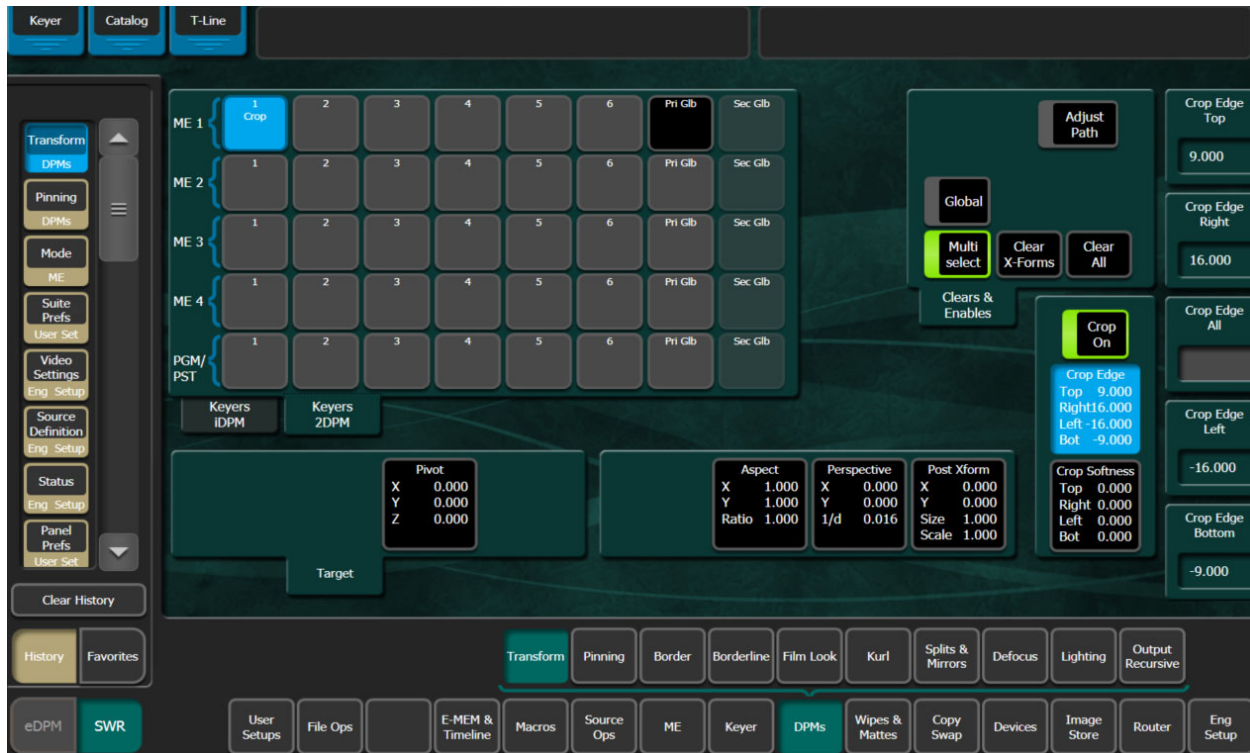 Keyer
Catalog
T-Line
Transform
DPMs
Pinning
DPMs
Mode
ME
Suite
Prefs
User Set
Video
Settings
Eng Setup
Source
Definition
Eng Setup
Status
Eng Setup
Panel
Prefs
User Set
Clear History
History
Favorites
eDPM
SWR
ME 1
1
Crop
2
3
4
5
6
Pri Glb
Sec Glb
ME 2
1
2
3
4
5
6
Pri Glb
Sec Glb
ME 3
1
2
3
4
5
6
Pri Glb
Sec Glb
ME 4
1
2
3
4
5
6
Pri Glb
Sec Glb
PGM/
PST
1
2
3
4
5
6
Pri Glb
Sec Glb
Keyers
iDPM
Keyers
2DPM
Adjust
Path
Global
Multi
select
Clear
X-Forms
Clear
All
Clears &
Enables
Crop
On
Crop Edge
Top 9.000
Right16.000
Left -16.000
Bot -9.000
Crop Softness
Top 0.000
Right 0.000
Left 0.000
Bot 0.000
Crop Edge
Top
9.000
Crop Edge
Right
16.000
Crop Edge
All
Crop Edge
Left
-16.000
Crop Edge
Bottom
-9.000
Pivot
X 0.000
Y 0.000
Z 0.000
Target
Aspect
X 1.000
Y 1.000
Ratio 1.000
Perspective
X 0.000
Y 0.000
1/d 0.016
Post Xform
X 0.000
Y 0.000
Size 1.000
Scale 1.000
Transform
Pinning
Border
Borderline
Film Look
Kurl
Splits &
Mirrors
Defocus
Lighting
Output
Recursive
User
Setups
File Ops
E-MEM &
Timeline
Macros
Source
Ops
ME
Keyer
DPMs
Wipes &
Mattes
Copy
Swap
Devices
Image
Store
Router
Eng
Setup